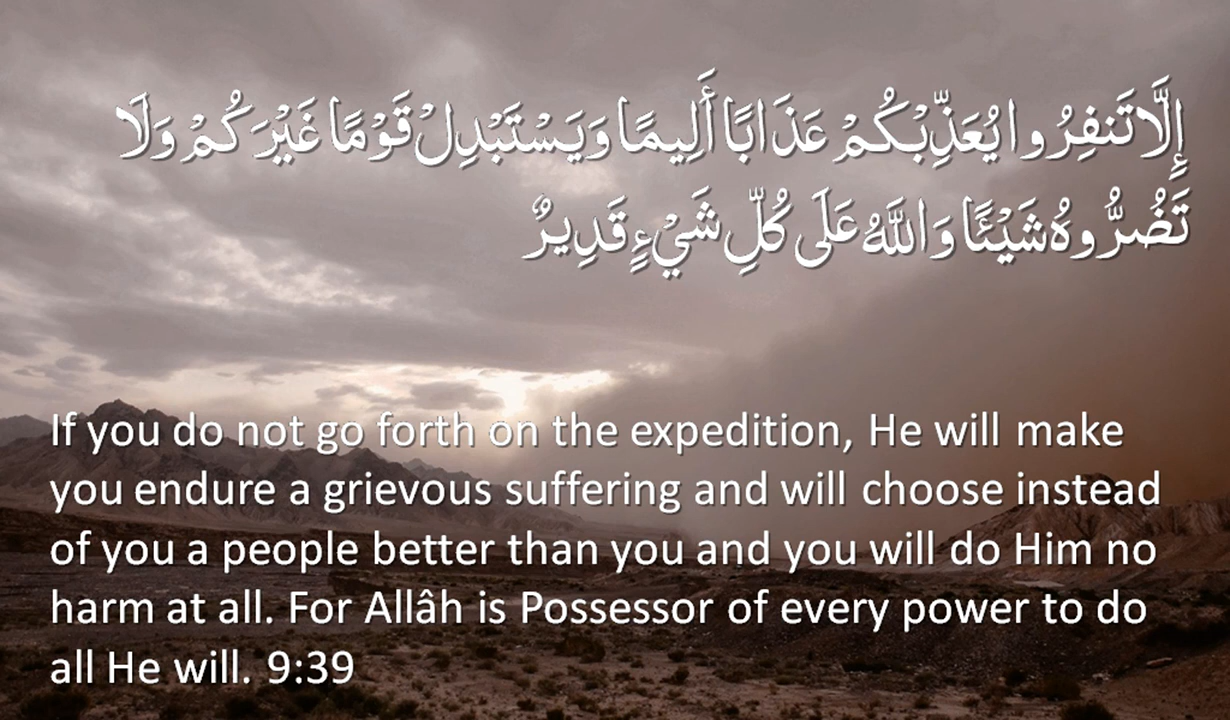 إِلَّا تَنفِرُوا يُعَذِّبْكُمْ عَذَابًا أَلِيمًا وَيَسْتَبْدِلْ قَوْمًا غَيْرَكُمْ وَلَا
تَضُرُّوهُ شَيْئًا وَاللَّهُ عَلَى كُلِّ شَيْءٍ قَدِيرٌ
If you do not go forth on the expedition, He will make
you endure a grievous suffering and will choose instead
of you a people better than you and you will do Him no
harm at all. For Allâh is Possessor of every power to do
all He will. 9:39